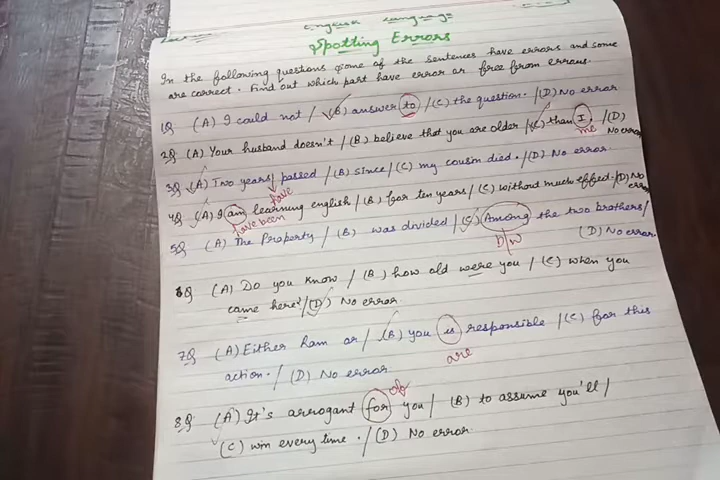 English Language
Spotting Errors
In the following questions some of the sentences have errors and some
are correct. Find out which part have error or free from errors.
1Q (A) I could not / (B) answer to / (C) the question. / (D) No error
2Q (A) Your husband doesn't / (B) believe that you are older / (C) than I. / (D)
me No error
3Q (A) Two years / passed / (B) since / (C) my cousin died. / (D) No error.
have
4Q (A) I am learning english / (B) for ten years / (C) without much effed. / (D) No
have been error
5Q (A) The Property / (B) was divided / (C) Among the two brothers /
B/W (D) No error
6Q (A) Do you know / (B) how old were you / (C) when you
came here? / (D) No error.
7Q (A) Either Ram or / (B) you is responsible / (C) for this
are
action. / (D) No error
of
8Q (A) It's arrogant for you / (B) to assume you'll /
(C) win every time. / (D) No error